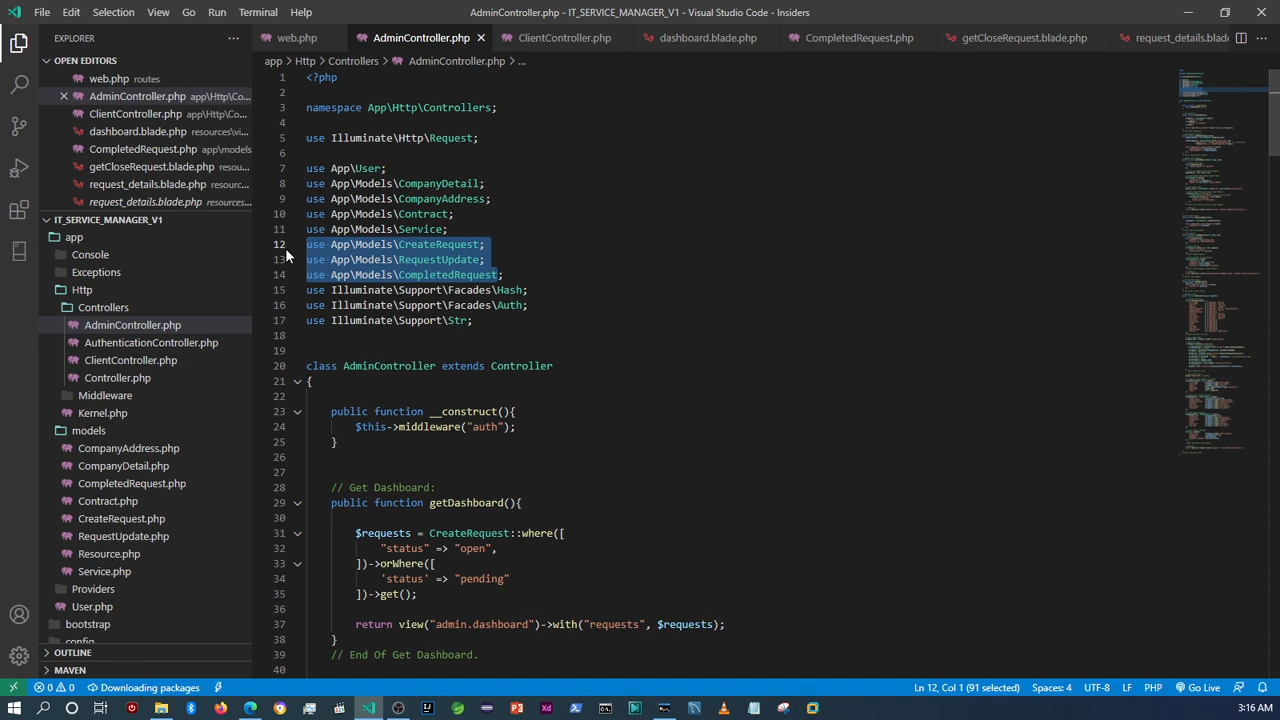 File Edit Selection View Go Run Terminal Help
AdminController.php - IT_SERVICE_MANAGER_V1 - Visual Studio Code - Insiders
EXPLORER
OPEN EDITORS
web.php routes
AdminController.php app\Http\Co...
ClientController.php app\Http\Co...
dashboard.blade.php resources\vi...
CompletedRequest.php app\models
getCloseRequest.blade.php resou...
request_details.blade.php resourc...
request_details.blade.php resources...
IT_SERVICE_MANAGER_V1
app
Console
Exceptions
Http
Controllers
AdminController.php
AuthenticationController.php
ClientController.php
Controller.php
Middleware
Kernel.php
models
CompanyAddress.php
CompanyDetail.php
CompletedRequest.php
Contract.php
CreateRequest.php
RequestUpdate.php
Resource.php
Service.php
Providers
User.php
bootstrap
config
OUTLINE
MAVEN
web.php AdminController.php ClientController.php dashboard.blade.php CompletedRequest.php getCloseRequest.blade.php request_details.blad
app > Http > Controllers > AdminController.php > ...
1 <?php
2
3 namespace App\Http\Controllers;
4
5 use Illuminate\Http\Request;
6
7 use App\User;
8 use App\Models\CompanyDetail;
9 use App\Models\CompanyAddress;
10 use App\Models\Contract;
11 use App\Models\Service;
12 use App\Models\CreateRequest;
13 use App\Models\RequestUpdate;
14 use App\Models\CompletedRequest;
15 use Illuminate\Support\Facades\Hash;
16 use Illuminate\Support\Facades\Auth;
17 use Illuminate\Support\Str;
18
19
20 class AdminController extends Controller
21 {
22
23 public function __construct(){
24 $this->middleware("auth");
25 }
26
27
28 // Get Dashboard:
29 public function getDashboard(){
30
31 $requests = CreateRequest::where([
32 "status" => "open",
33 ])->orWhere([
34 'status' => "pending"
35 ])->get();
36
37 return view("admin.dashboard")->with("requests", $requests);
38 }
39 // End Of Get Dashboard.
40
0 0 Downloading packages
Ln 12, Col 1 (91 selected) Spaces: 4 UTF-8 LF PHP Go Live
3:16 AM